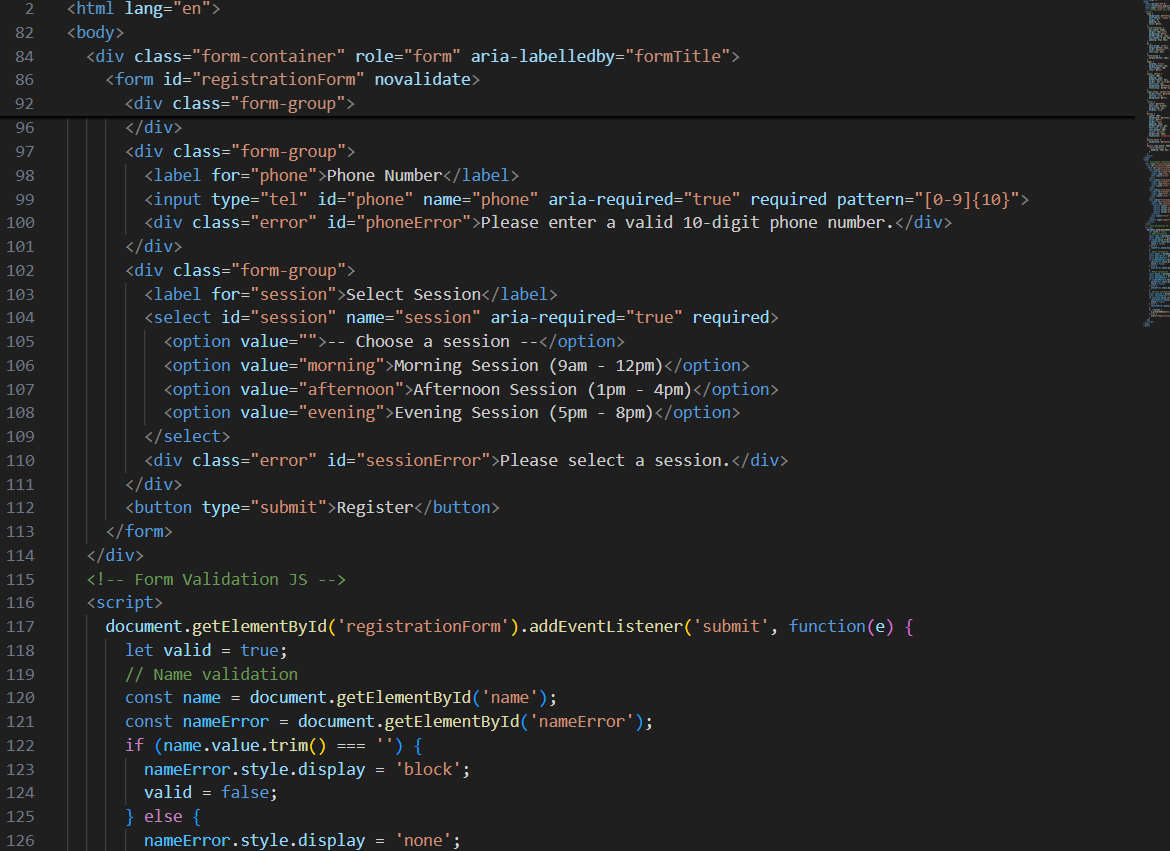 2 <html lang="en">
82 <body>
84 <div class="form-container" role="form" aria-labelledby="formTitle">
86 <form id="registrationForm" novalidate>
92 <div class="form-group">
96 </div>
97 <div class="form-group">
98 <label for="phone">Phone Number</label>
99 <input type="tel" id="phone" name="phone" aria-required="true" required pattern="[0-9]{10}">
100 <div class="error" id="phoneError">Please enter a valid 10-digit phone number.</div>
101 </div>
102 <div class="form-group">
103 <label for="session">Select Session</label>
104 <select id="session" name="session" aria-required="true" required>
105 <option value="">-- Choose a session --</option>
106 <option value="morning">Morning Session (9am - 12pm)</option>
107 <option value="afternoon">Afternoon Session (1pm - 4pm)</option>
108 <option value="evening">Evening Session (5pm - 8pm)</option>
109 </select>
110 <div class="error" id="sessionError">Please select a session.</div>
111 </div>
112 <button type="submit">Register</button>
113 </form>
114 </div>
115 <!-- Form Validation JS -->
116 <script>
117 document.getElementById('registrationForm').addEventListener('submit', function(e) {
118 let valid = true;
119 // Name validation
120 const name = document.getElementById('name');
121 const nameError = document.getElementById('nameError');
122 if (name.value.trim() === '') {
123 nameError.style.display = 'block';
124 valid = false;
125 } else {
126 nameError.style.display = 'none';